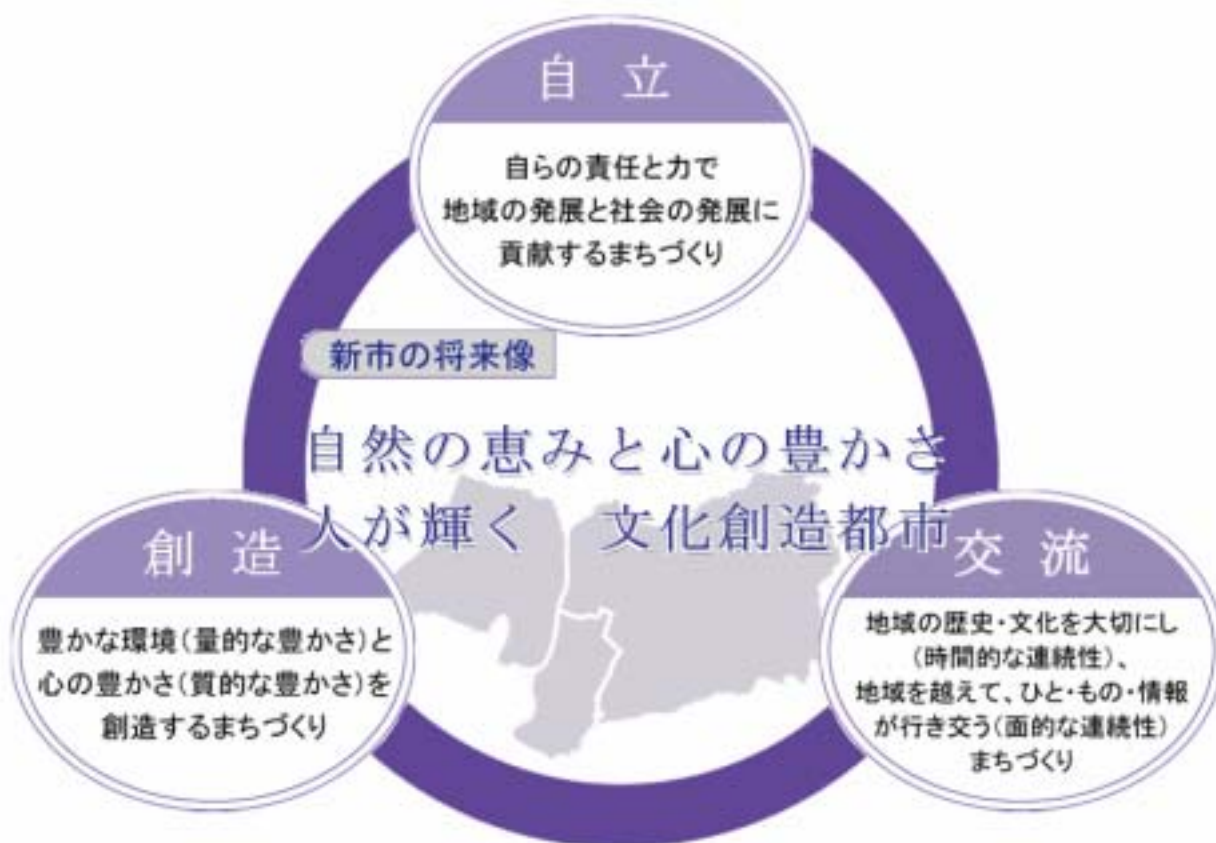 自立
自らの責任と力で
地域の発展と社会の発展に
貢献するまちづくり
新市の将来像
自然の恵みと心の豊かさ
人が輝く　文化創造都市
創造
豊かな環境(量的な豊かさ)と
心の豊かさ(質的な豊かさ)を
創造するまちづくり
交流
地域の歴史・文化を大切にし
(時間的な連続性)、
地域を越えて、ひと・もの・情報
が行き交う(面的な連続性)
まちづくり